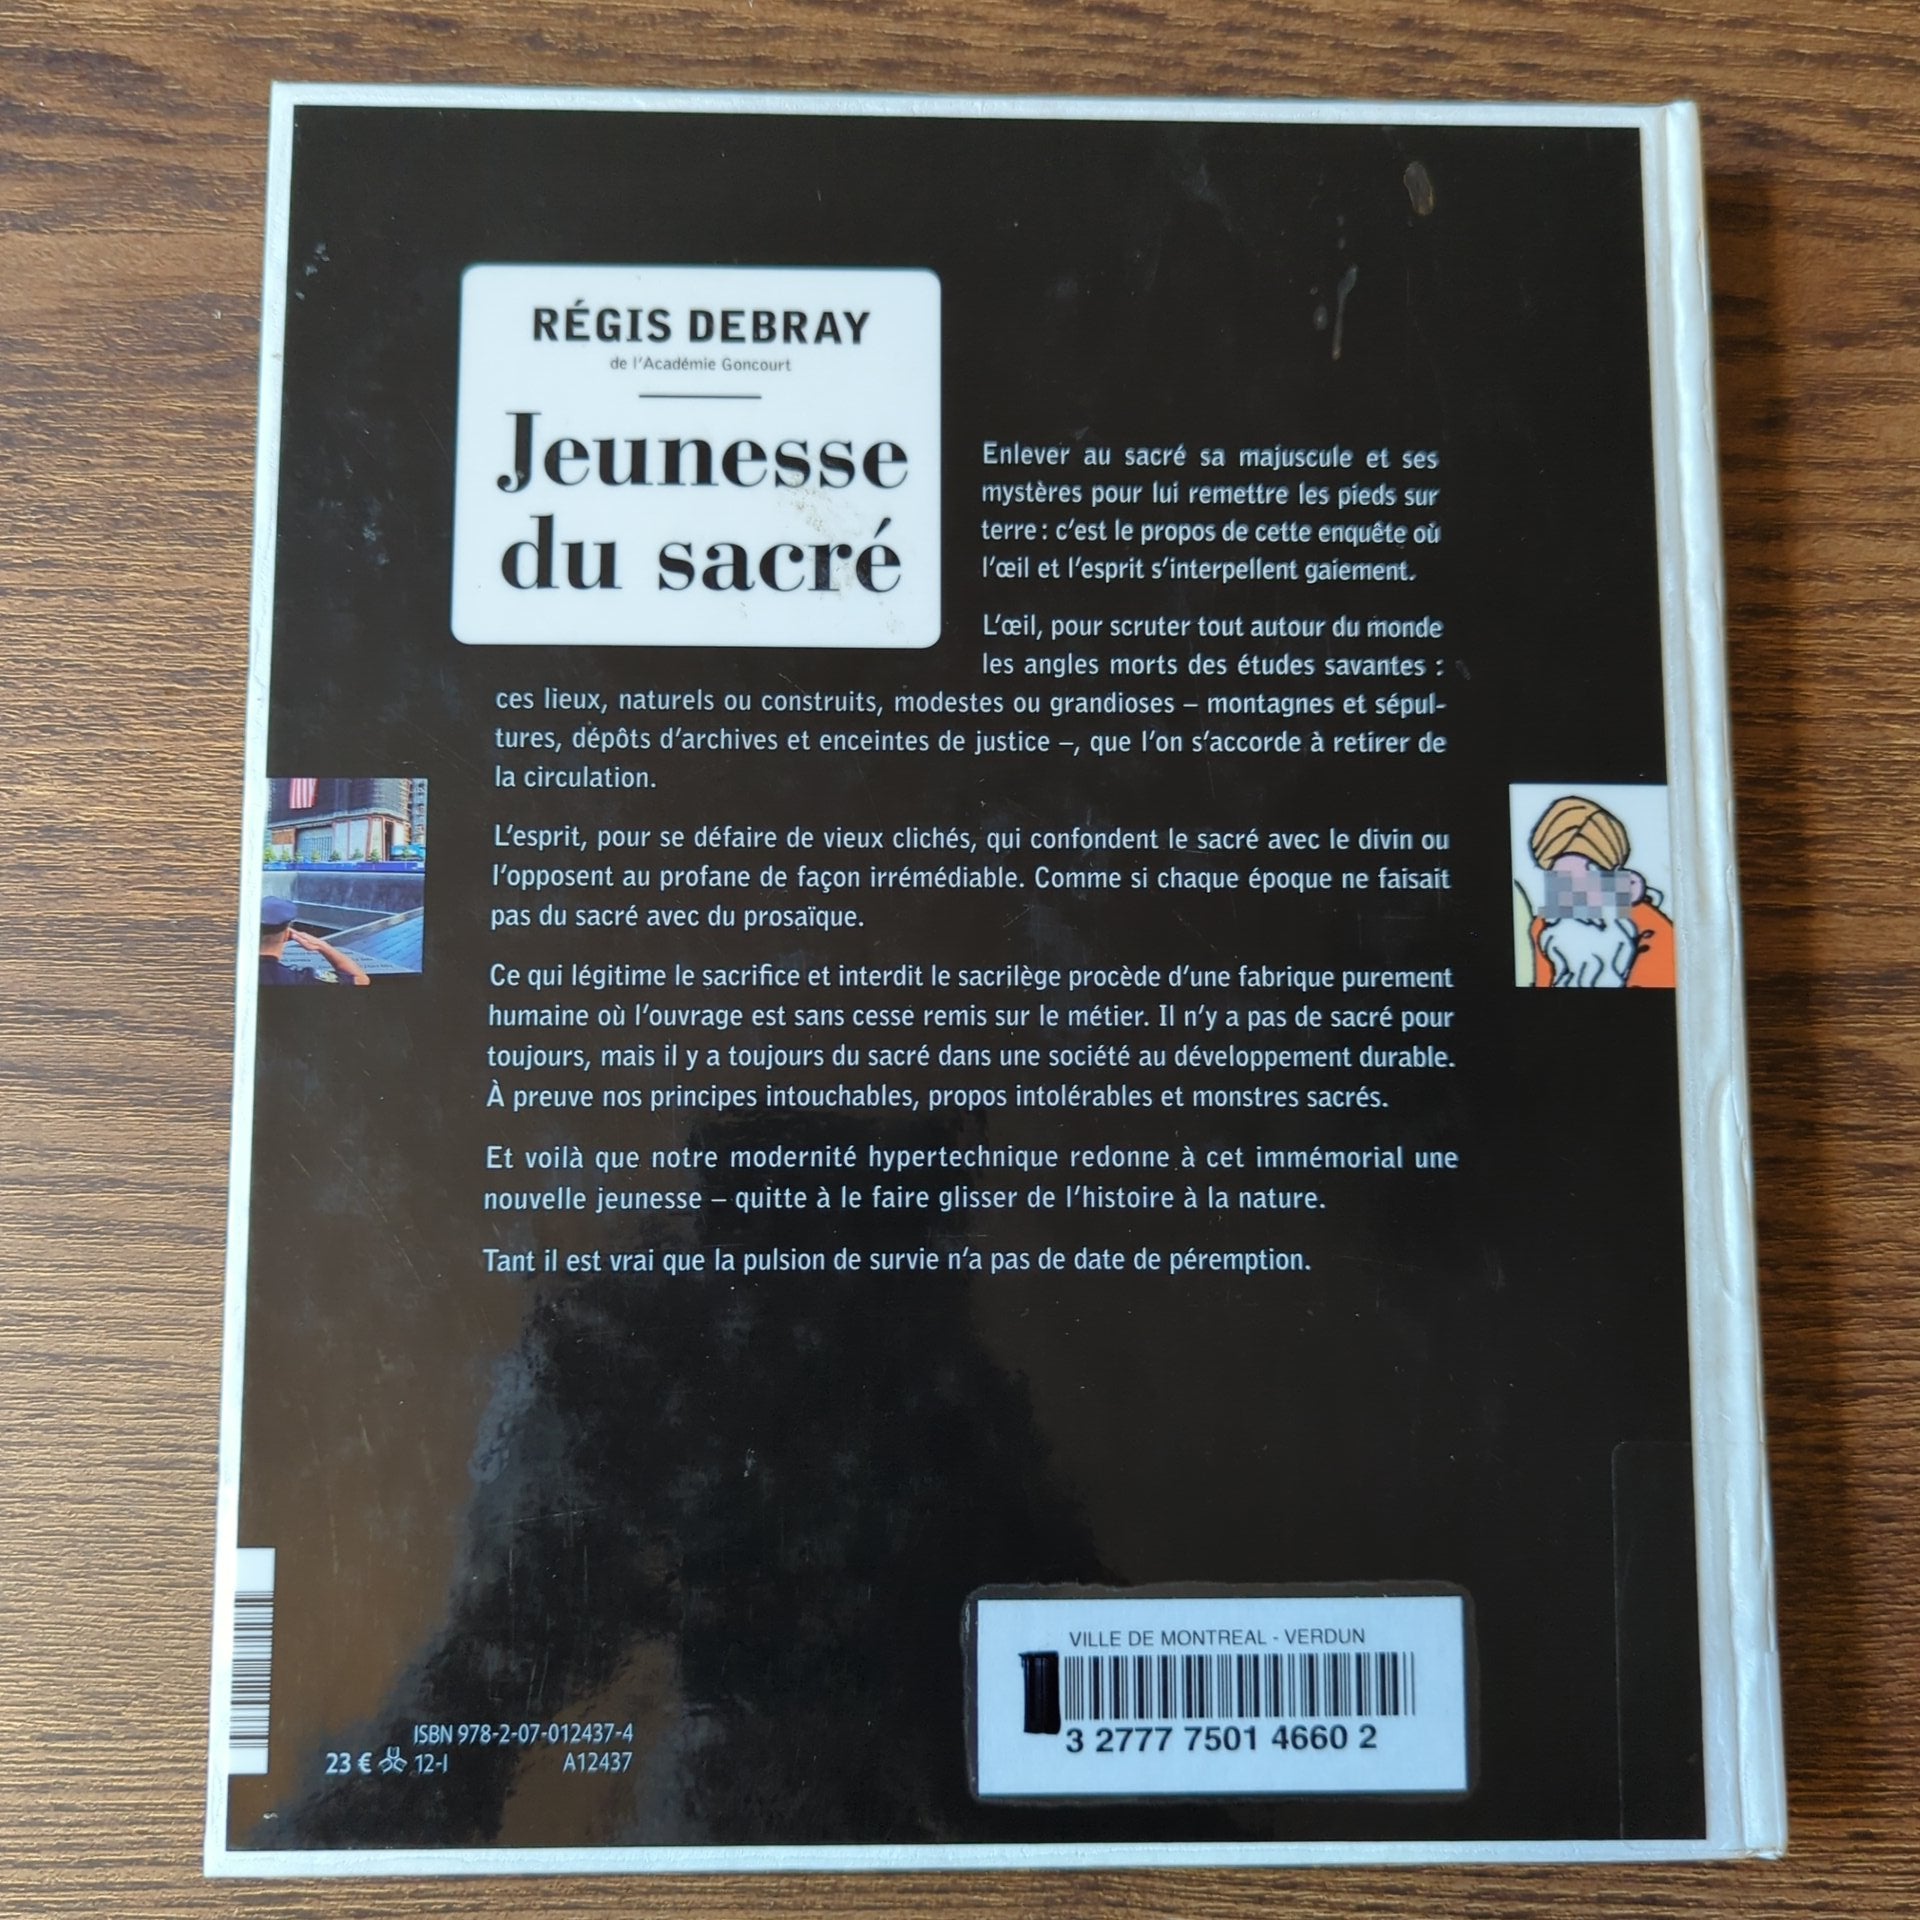 RÉGIS DEBRAY
de l'Académie Goncourt
Jeunesse
du sacré
Enlever au sacré sa majuscule et ses
mystères pour lui remettre les pieds sur
terre : c'est le propos de cette enquête où
l'œil et l'esprit s'interpellent gaiement.
L'œil, pour scruter tout autour du monde
les angles morts des études savantes :
ces lieux, naturels ou construits, modestes ou grandioses – montagnes et sépul-
tures, dépôts d'archives et enceintes de justice –, que l'on s'accorde à retirer de
la circulation.
L'esprit, pour se défaire de vieux clichés, qui confondent le sacré avec le divin ou
l'opposent au profane de façon irrémédiable. Comme si chaque époque ne faisait
pas du sacré avec du prosaïque.
Ce qui légitime le sacrifice et interdit le sacrilège procède d'une fabrique purement
humaine où l'ouvrage est sans cesse remis sur le métier. Il n'y a pas de sacré pour
toujours, mais il y a toujours du sacré dans une société au développement durable.
À preuve nos principes intouchables, propos intolérables et monstres sacrés.
Et voilà que notre modernité hypertechnique redonne à cet immémorial une
nouvelle jeunesse – quitte à le faire glisser de l'histoire à la nature.
Tant il est vrai que la pulsion de survie n'a pas de date de péremption.
VILLE DE MONTREAL - VERDUN
3 2777 7501 4660 2
ISBN 978-2-07-012437-4
23 € 12-I A12437